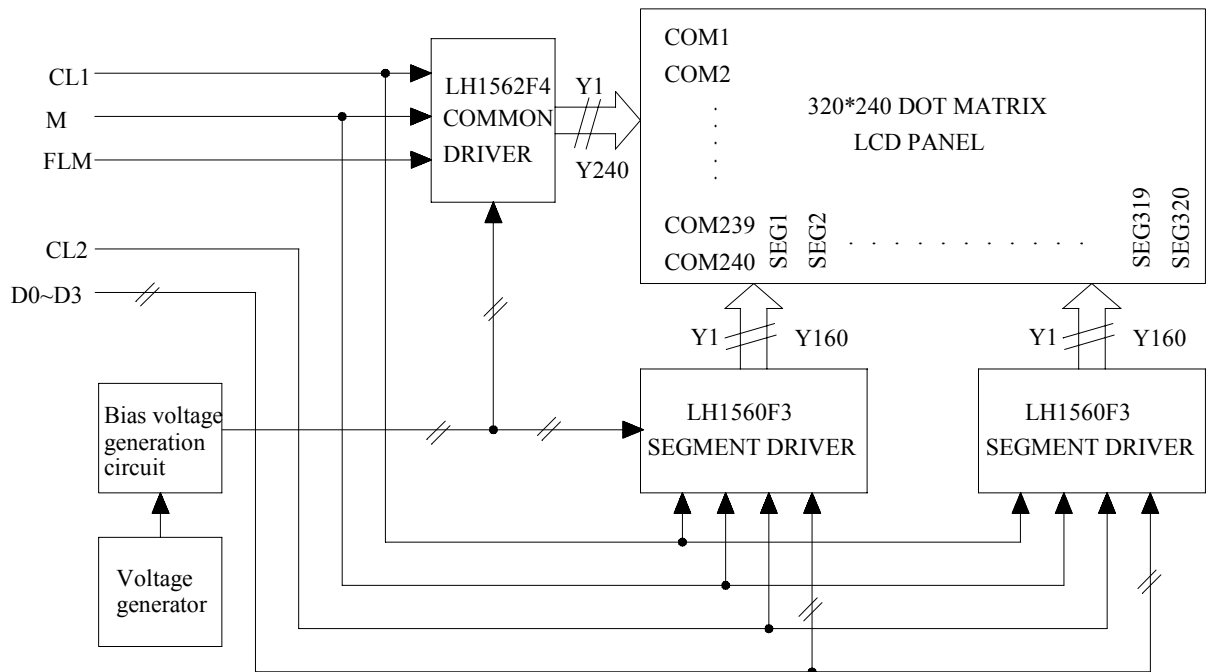 CL1
M
FLM
CL2
D0~D3
LH1562F4
COMMON
DRIVER
Y1
Y240
COM1
COM2
.
.
.
.
.
COM239
COM240
320*240 DOT MATRIX
LCD PANEL
SEG1
SEG2
. . . . . . . . . . . .
SEG319
SEG320
Y1
Y160
Y1
Y160
Bias voltage
generation
circuit
LH1560F3
SEGMENT DRIVER
LH1560F3
SEGMENT DRIVER
Voltage
generator